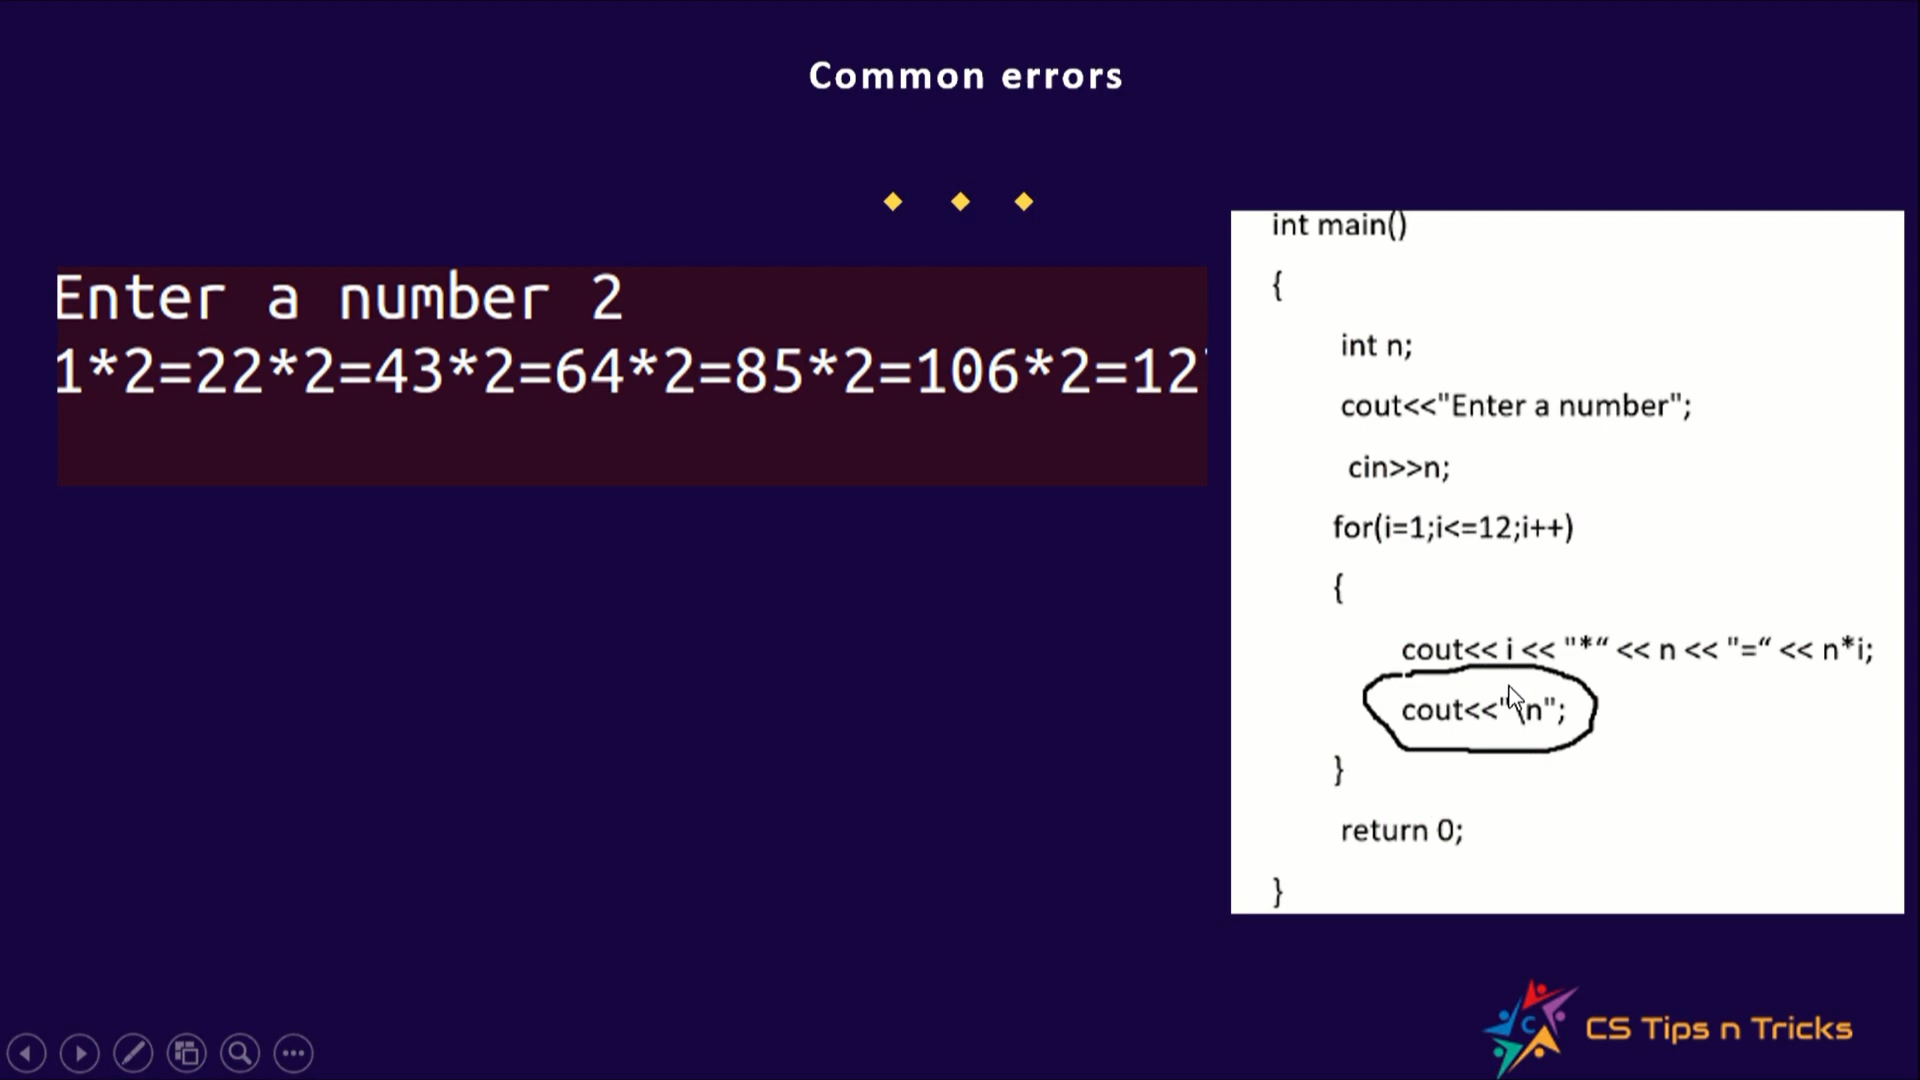 Common errors
Enter a number 2
1*2=22*2=43*2=64*2=85*2=106*2=12
int main()
{
int n;
cout<<"Enter a number";
cin>>n;
for(i=1;i<=12;i++)
{
cout<< i << "*“ << n << "=“ << n*i;
cout<<"\n";
}
return 0;
}
CS Tips n Tricks